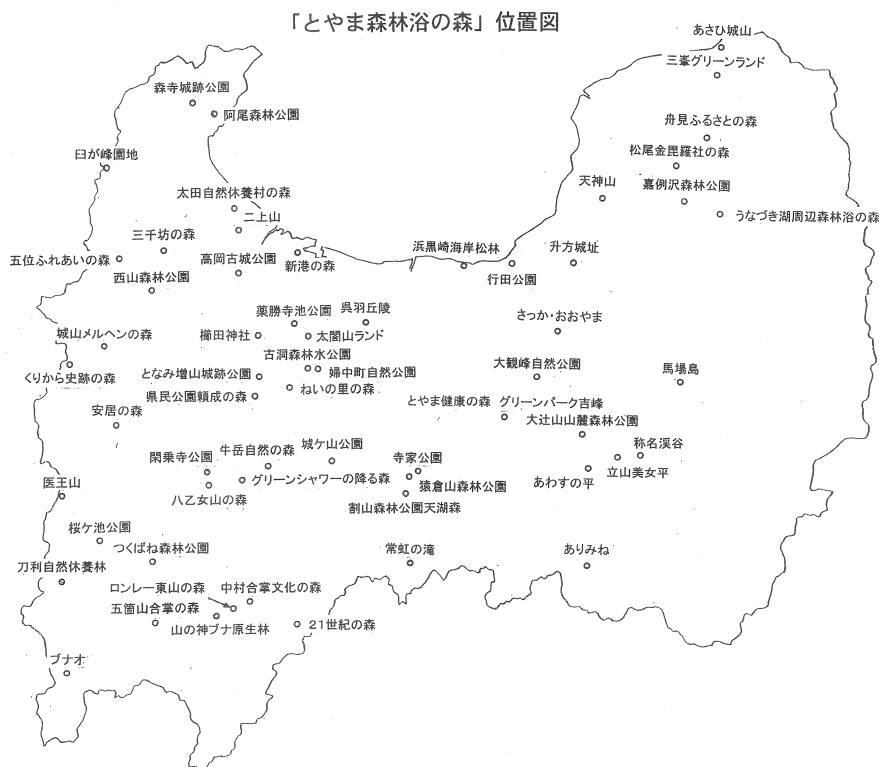 「とやま森林浴の森」位置図
あさひ城山
三峯グリーンランド
森寺城跡公園
阿尾森林公園
舟見ふるさとの森
臼が峰園地
松尾金毘羅社の森
天神山
嘉例沢森林公園
太田自然休養村の森
二上山
うなづき湖周辺森林浴の森
三千坊の森
浜黒崎海岸松林
升方城址
五位ふれあいの森
高岡古城公園
新港の森
西山森林公園
行田公園
薬勝寺池公園
呉羽丘陵
さっか・おおやま
城山メルヘンの森
櫛田神社
太閤山ランド
古洞森林水公園
大観峰自然公園
馬場島
くりから史跡の森
となみ増山城跡公園
婦中町自然公園
ねいの里の森
県民公園頼成の森
安居の森
とやま健康の森
グリーンパーク吉峰
大辻山山麓森林公園
城ケ山公園
称名渓谷
牛岳自然の森
閑乗寺公園
寺家公園
立山美女平
グリーンシャワーの降る森
あわすの平
医王山
猿倉山森林公園
八乙女山の森
割山森林公園天湖森
桜ケ池公園
つくばね森林公園
常虹の滝
ありみね
刀利自然休養林
ロンレー東山の森
中村合掌文化の森
五箇山合掌の森
山の神ブナ原生林
21世紀の森
ブナオ